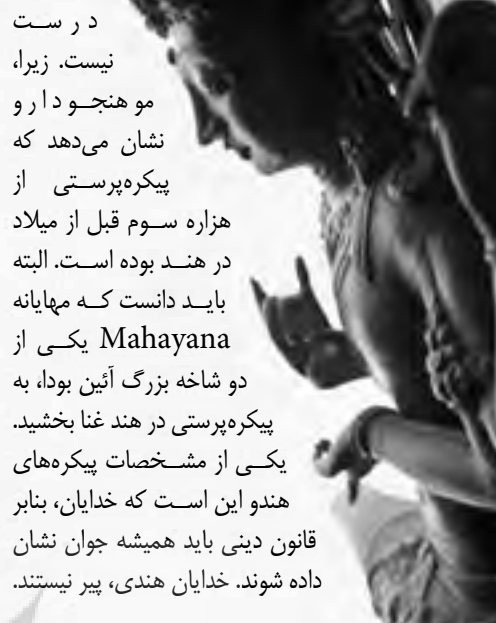 درست
نیست. زیرا،
موهنجودارو
نشان می‌دهد که
پیکره‌پرستی از
هزاره سوم قبل از میلاد
در هند بوده است. البته
باید دانست که مهایانه
Mahayana یکی از
دو شاخه بزرگ آئین بودا، به
پیکره‌پرستی در هند غنا بخشید.
یکی از مشخصات پیکره‌های
هندو این است که خدایان، بنابر
قانون دینی باید همیشه جوان نشان
داده شوند. خدایان هندی، پیر نیستند.